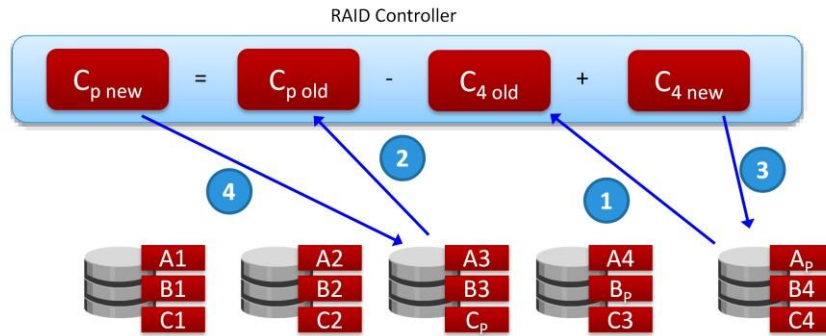 RAID Controller
Cp new = Cp old - C4 old + C4 new
4 2 1 3
A1 A2 A3 A4 Ap
B1 B2 B3 Bp B4
C1 C2 Cp C3 C4